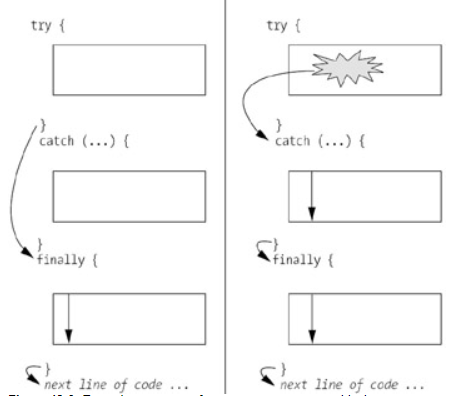 try {
}
catch (...) {
}
finally {
}
next line of code ...
try {
}
catch (...) {
}
finally {
}
next line of code ...